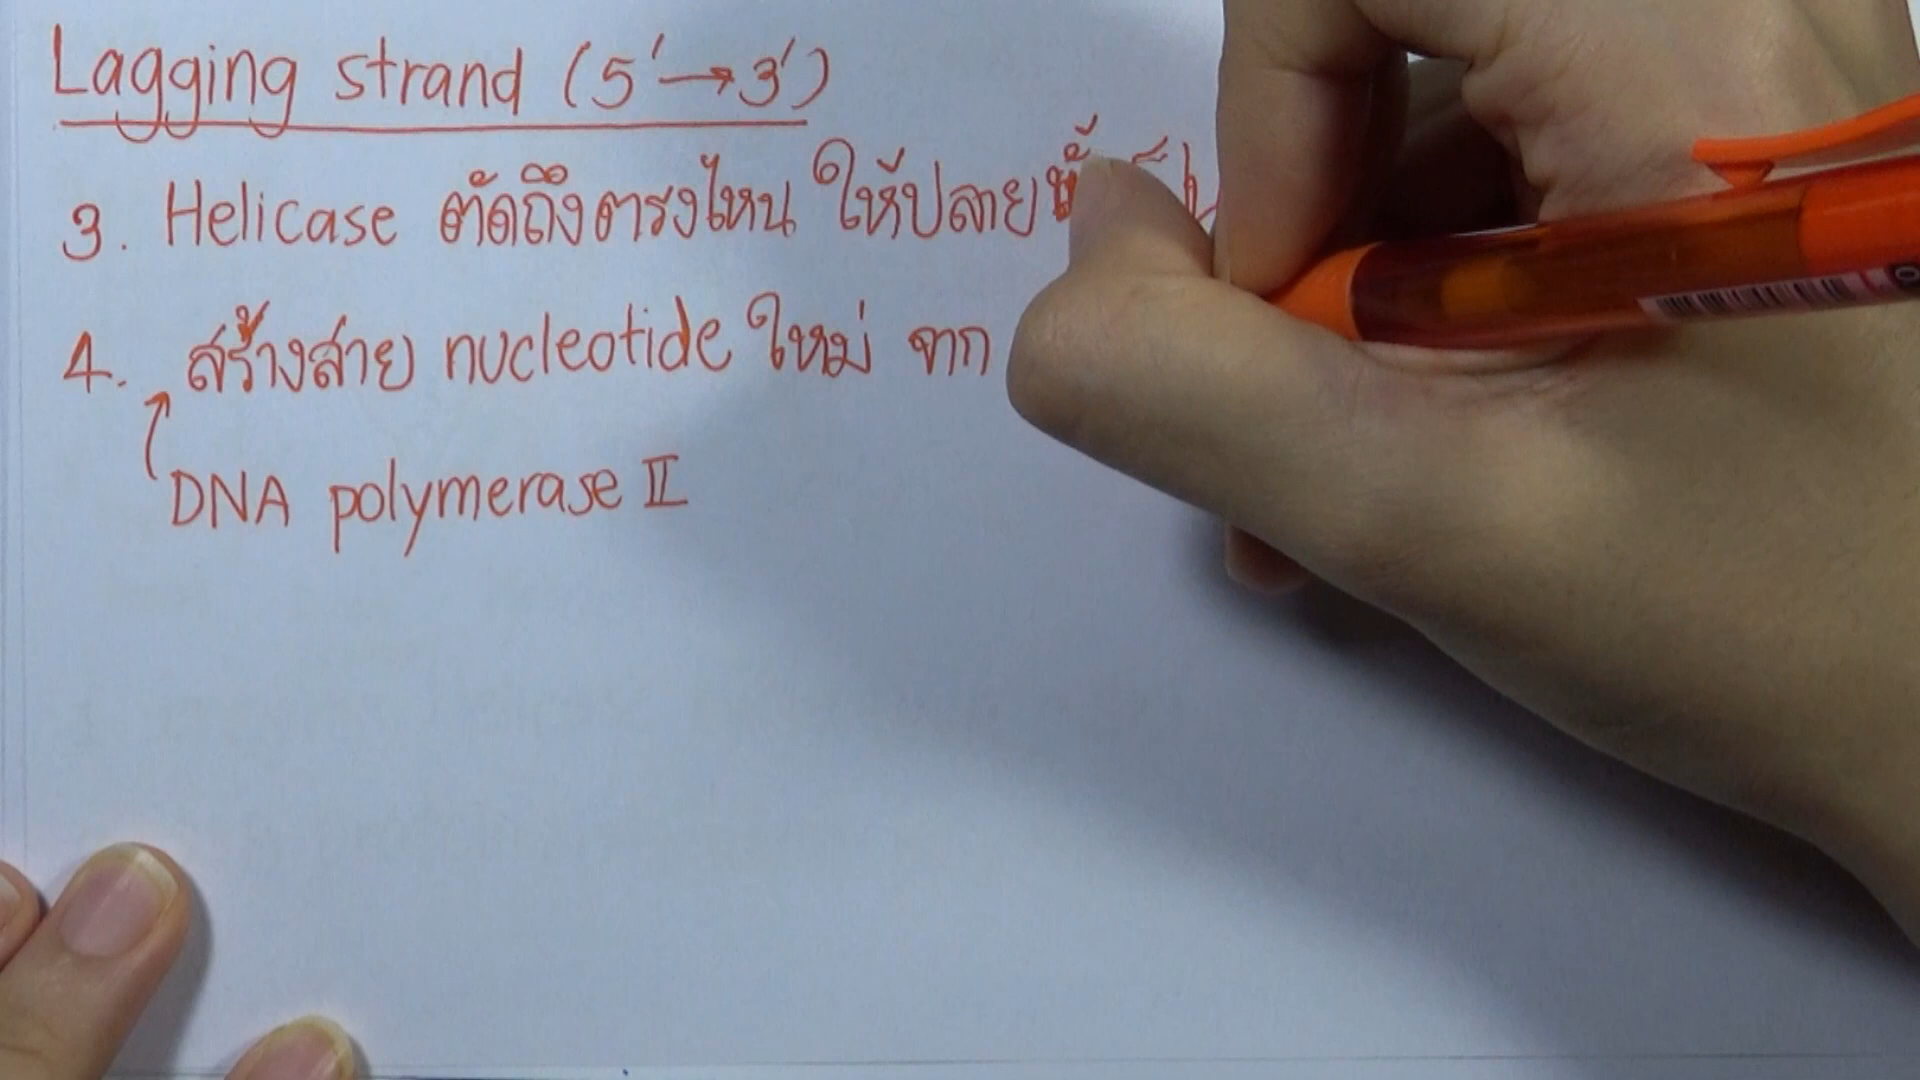 Lagging strand (5'→3')
3. Helicase ตัดถึงตรงไหน ให้ปลาย
4. สร้างสาย nucleotide ใหม่ จาก
DNA polymerase II